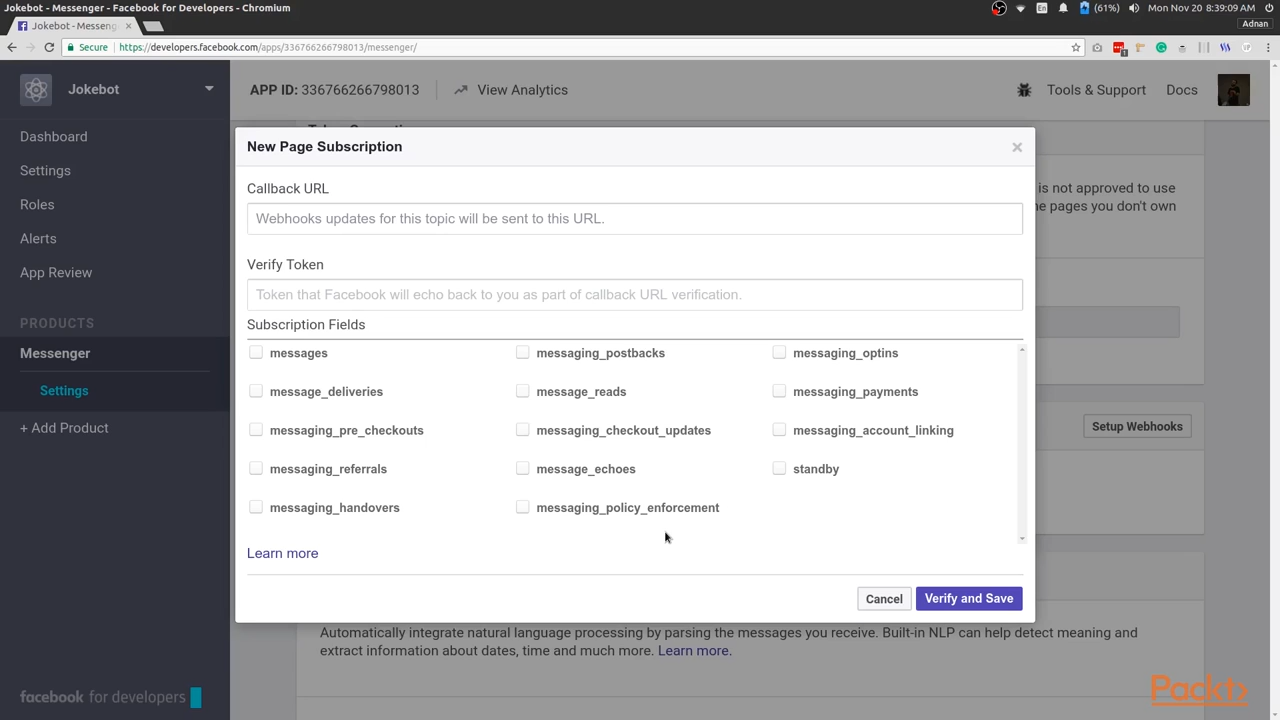 Jokebot - Messenger - Facebook for Developers - Chromium
En
(61%)
Mon Nov 20 8:39:09 AM
Jokebot - Messeng
Adnan
Secure
https://developers.facebook.com/apps/336766266798013/messenger/
Jokebot
APP ID: 336766266798013
View Analytics
Tools & Support
Docs
Dashboard
Settings
Roles
Alerts
App Review
PRODUCTS
Messenger
Settings
+ Add Product
facebook for developers
New Page Subscription
Callback URL
Webhooks updates for this topic will be sent to this URL.
Verify Token
Token that Facebook will echo back to you as part of callback URL verification.
Subscription Fields
messages
messaging_postbacks
messaging_optins
message_deliveries
message_reads
messaging_payments
messaging_pre_checkouts
messaging_checkout_updates
messaging_account_linking
messaging_referrals
message_echoes
standby
messaging_handovers
messaging_policy_enforcement
Learn more
Cancel
Verify and Save
is not approved to use
pages you don't own
Setup Webhooks
Automatically integrate natural language processing by parsing the messages you receive. Built-in NLP can help detect meaning and
extract information about dates, time and much more. Learn more.
Packt